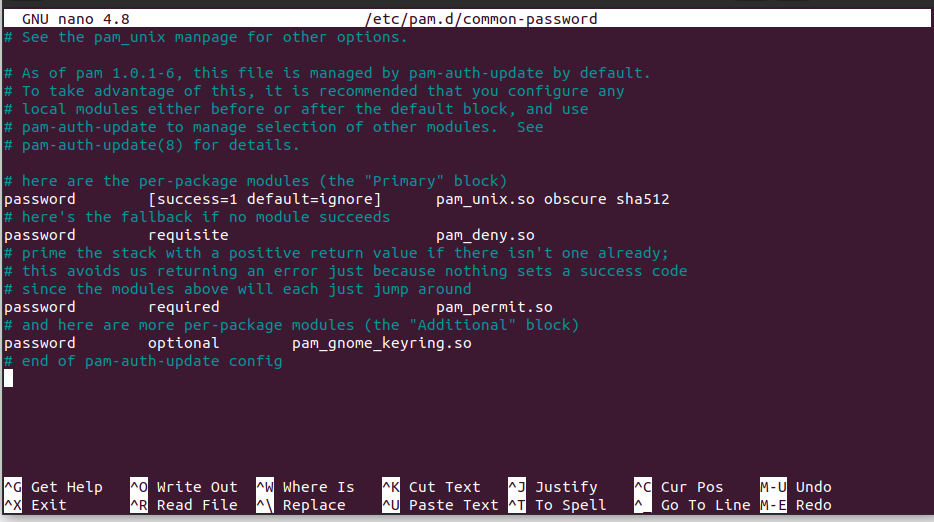 GNU nano 4.8 /etc/pam.d/common-password
# See the pam_unix manpage for other options.
# As of pam 1.0.1-6, this file is managed by pam-auth-update by default.
# To take advantage of this, it is recommended that you configure any
# local modules either before or after the default block, and use
# pam-auth-update to manage selection of other modules.  See
# pam-auth-update(8) for details.
# here are the per-package modules (the "Primary" block)
password        [success=1 default=ignore]      pam_unix.so obscure sha512
# here's the fallback if no module succeeds
password        requisite                       pam_deny.so
# prime the stack with a positive return value if there isn't one already;
# this avoids us returning an error just because nothing sets a success code
# since the modules above will each just jump around
password        required                        pam_permit.so
# and here are more per-package modules (the "Additional" block)
password        optional        pam_gnome_keyring.so
# end of pam-auth-update config
^G Get Help   ^O Write Out  ^W Where Is   ^K Cut Text   ^J Justify    ^C Cur Pos    M-U Undo
^X Exit       ^R Read File  ^\ Replace    ^U Paste Text ^T To Spell   ^_ Go To Line M-E Redo